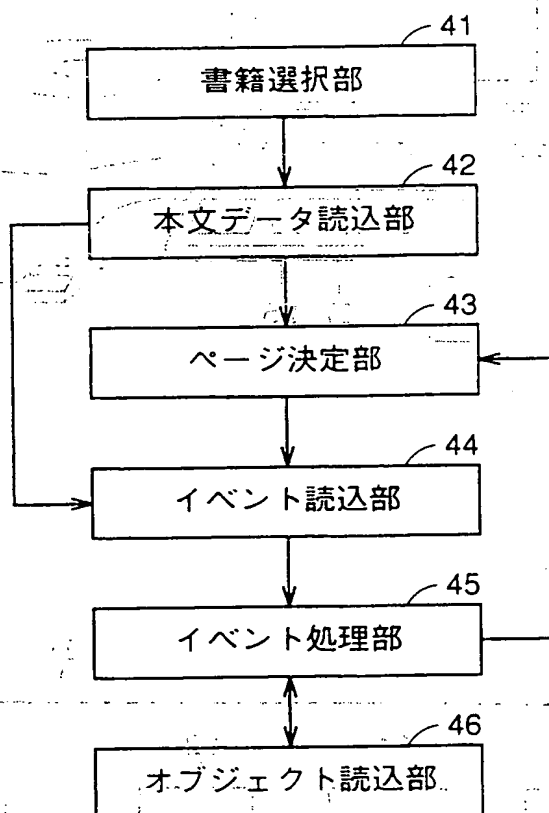 41
書籍選択部
42
本文データ読込部
43
ページ決定部
44
イベント読込部
45
イベント処理部
46
オブジェクト読込部